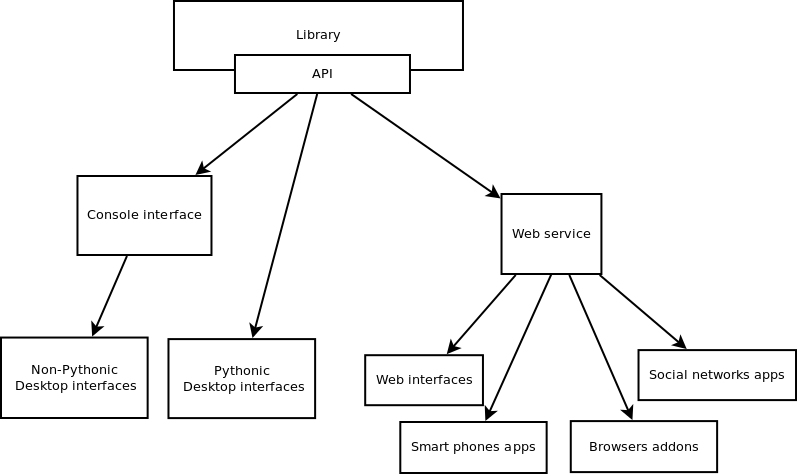 Library
API
Console interface
Web service
Non-Pythonic
Desktop interfaces
Pythonic
Desktop interfaces
Web interfaces
Social networks apps
Smart phones apps
Browsers addons